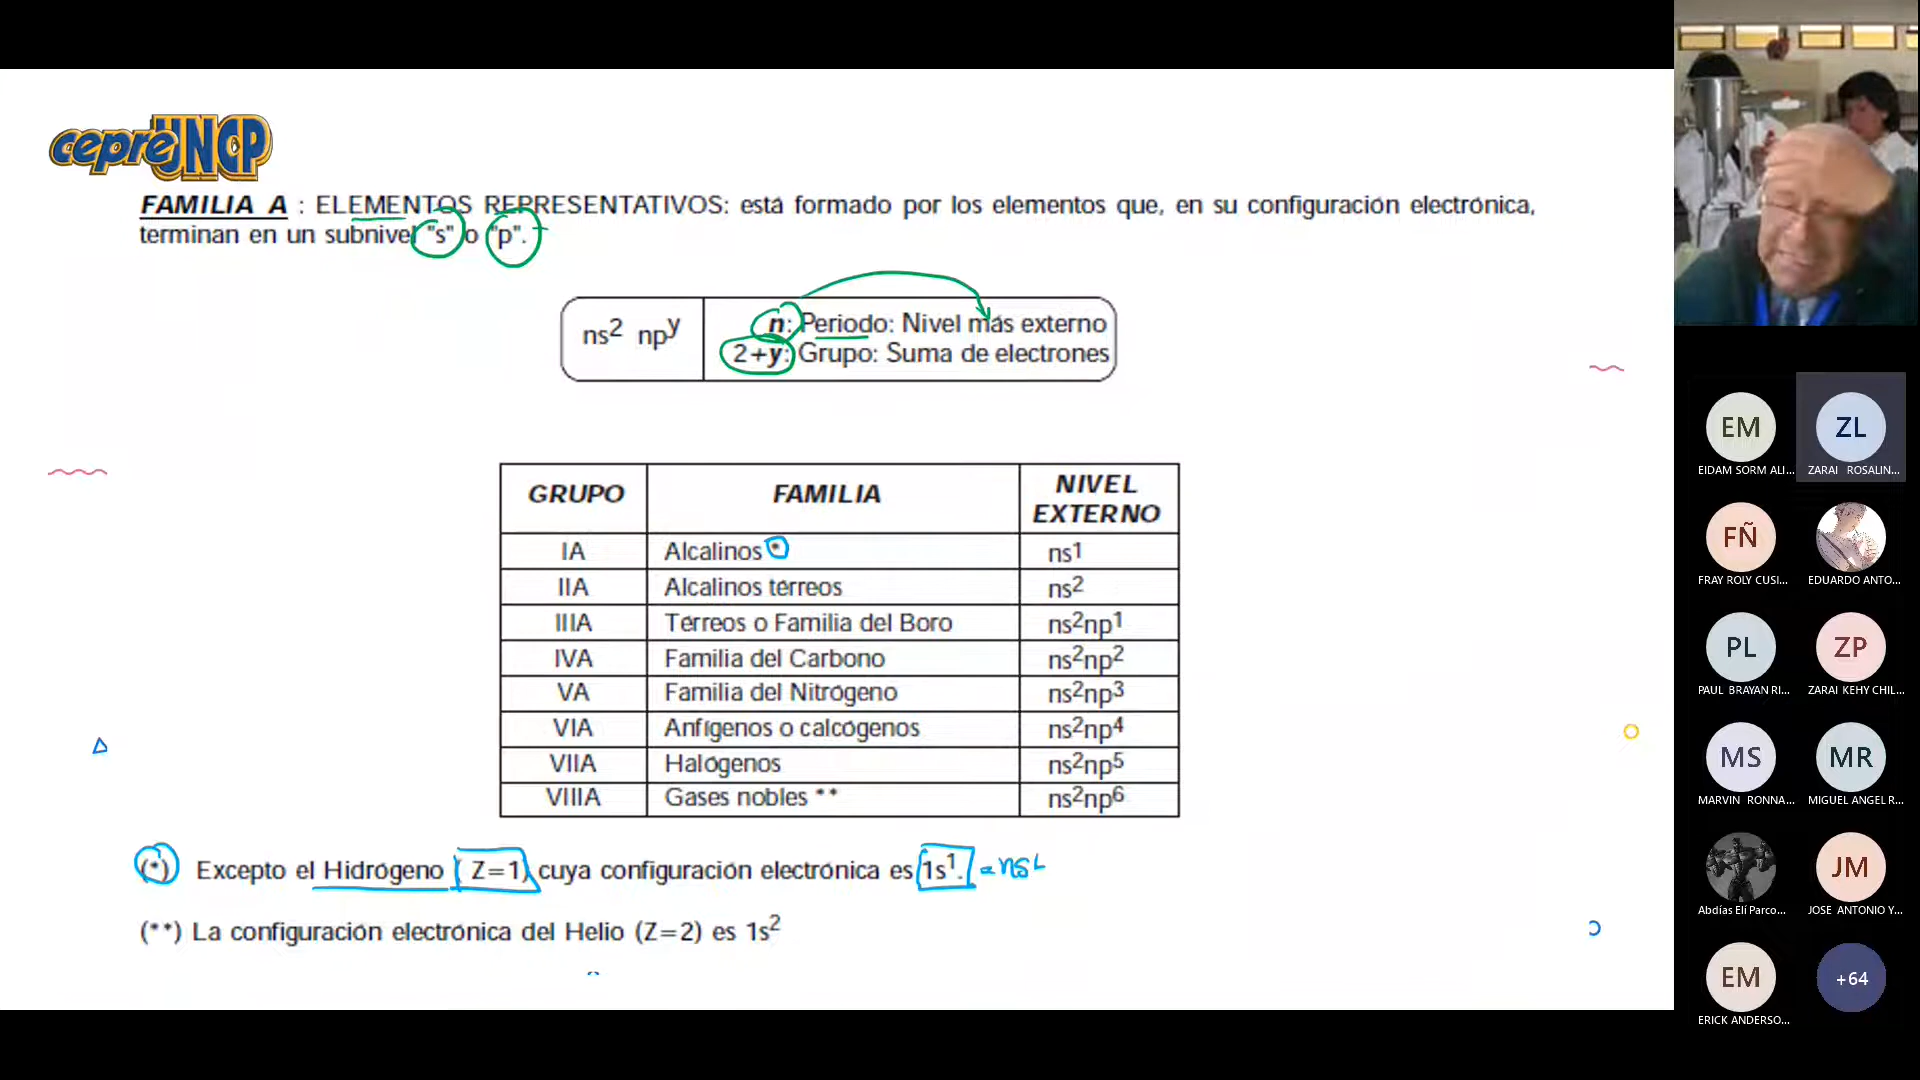 cepreUNCP
FAMILIA A : ELEMENTOS REPRESENTATIVOS: está formado por los elementos que, en su configuración electrónica,
terminan en un subnivel "s" o "p".
ns² npʸ
n: Periodo: Nivel más externo
2+y: Grupo: Suma de electrones
GRUPO FAMILIA NIVEL EXTERNO
IA Alcalinos * ns¹
IIA Alcalinos térreos ns²
IIIA Térreos o Familia del Boro ns²np¹
IVA Familia del Carbono ns²np²
VA Familia del Nitrógeno ns²np³
VIA Anfígenos o calcógenos ns²np⁴
VIIA Halógenos ns²np⁵
VIIIA Gases nobles ** ns²np⁶
(*) Excepto el Hidrógeno ( Z=1) cuya configuración electrónica es 1s¹.
(**) La configuración electrónica del Helio (Z=2) es 1s²
EM ZL
EIDAM SORM ALI... ZARAI ROSALIN...
FÑ
FRAY ROLY CUSI... EDUARDO ANTO...
PL ZP
PAUL BRAYAN RI... ZARAI KEHY CHIL...
MS MR
MARVIN RONNA... MIGUEL ANGEL R...
JM
Abdías Elí Parco... JOSE ANTONIO Y...
EM +64
ERICK ANDERSO...